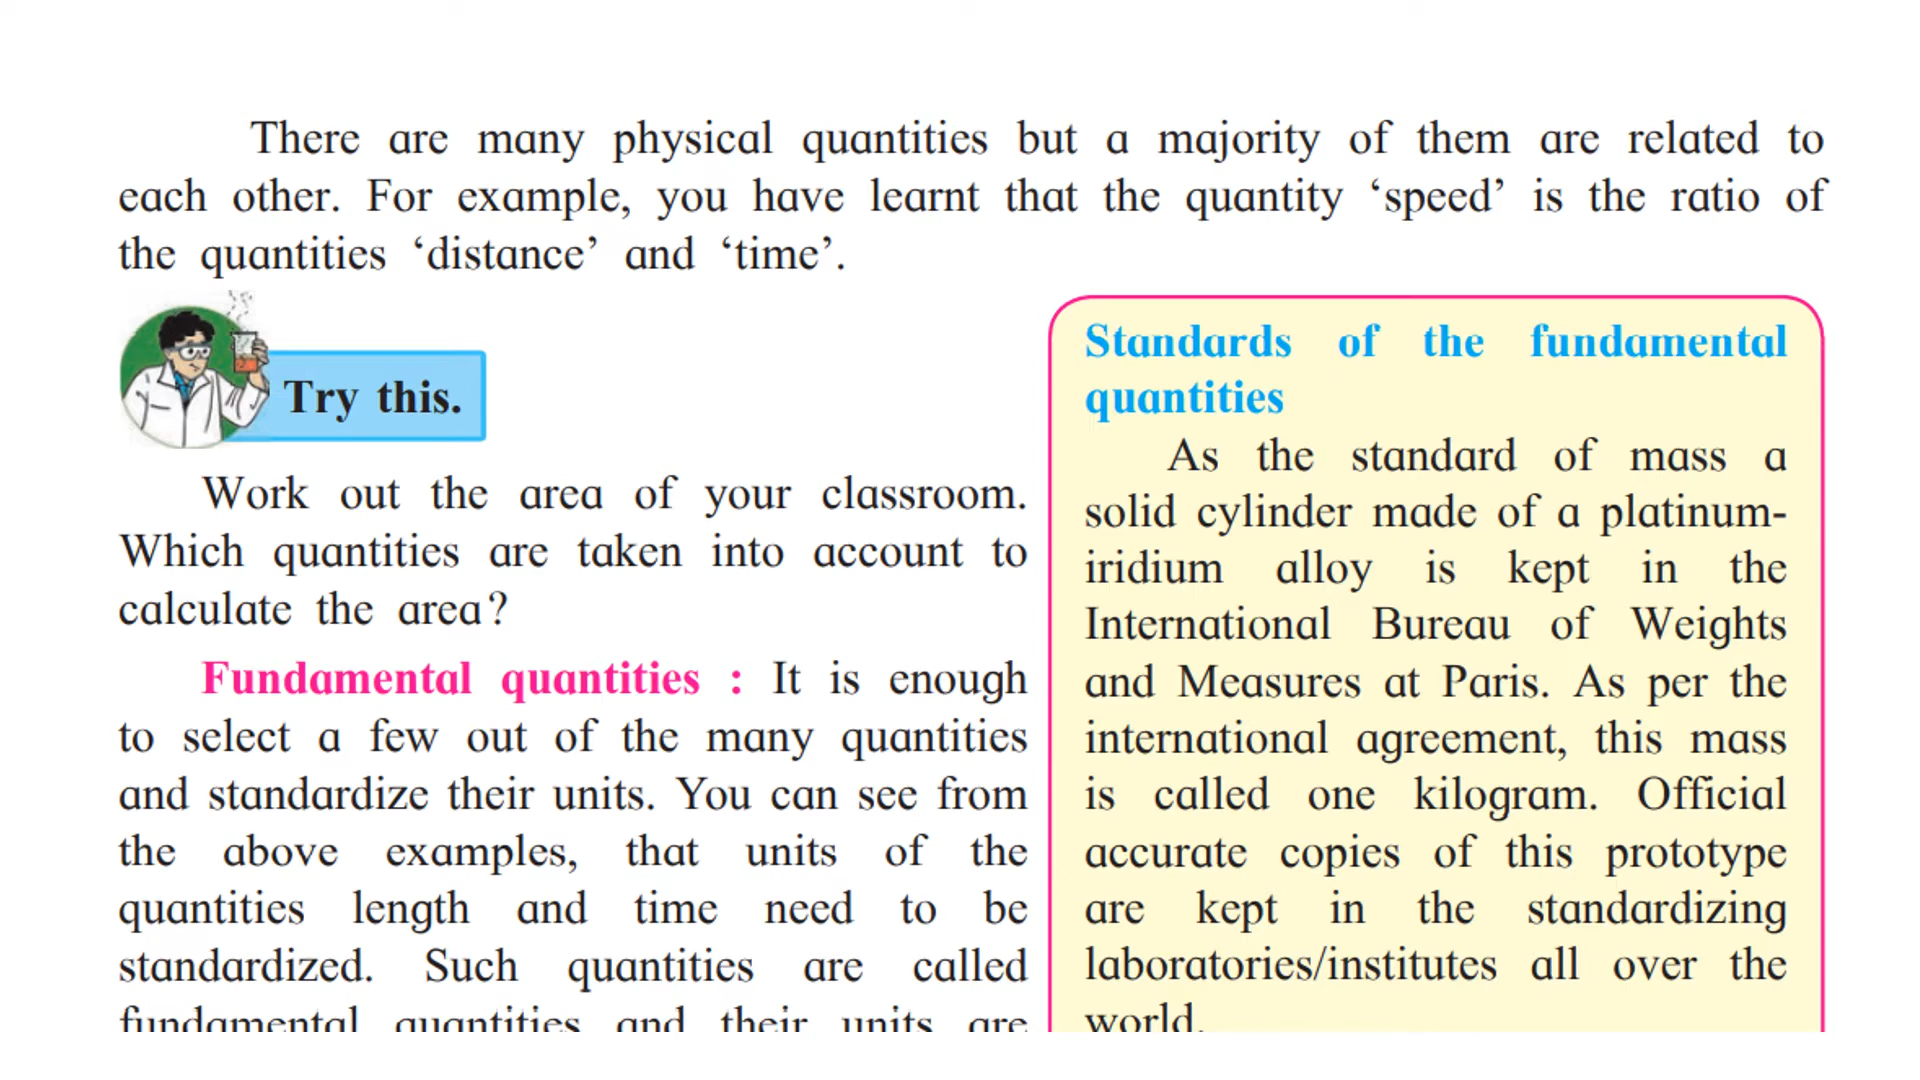 There are many physical quantities but a majority of them are related to
each other. For example, you have learnt that the quantity ‘speed’ is the ratio of
the quantities ‘distance’ and ‘time’.
Try this.
Work out the area of your classroom.
Which quantities are taken into account to
calculate the area?
Fundamental quantities : It is enough
to select a few out of the many quantities
and standardize their units. You can see from
the above examples, that units of the
quantities length and time need to be
standardized. Such quantities are called
fundamental quantities and their units are
Standards of the fundamental
quantities
As the standard of mass a
solid cylinder made of a platinum-
iridium alloy is kept in the
International Bureau of Weights
and Measures at Paris. As per the
international agreement, this mass
is called one kilogram. Official
accurate copies of this prototype
are kept in the standardizing
laboratories/institutes all over the
world.